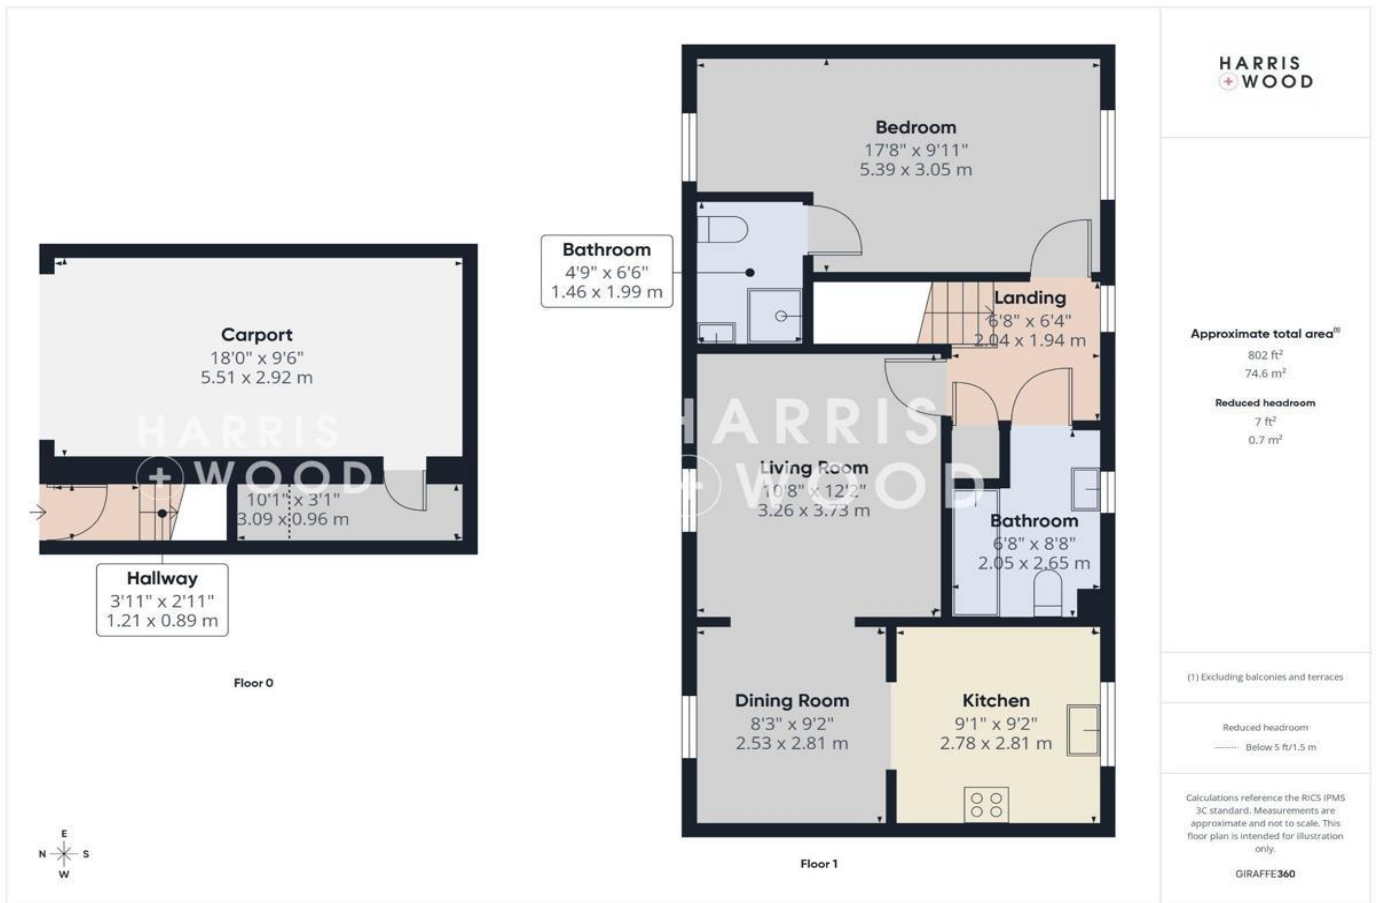 HARRIS
WOOD
Bedroom
17'8" x 9'11"
5.39 x 3.05 m
Bathroom
4'9" x 6'6"
1.46 x 1.99 m
Landing
6'8" x 6'4"
2.04 x 1.94 m
Carport
18'0" x 9'6"
5.51 x 2.92 m
HARRIS
WOOD
10'1" x 3'1"
3.09 x 0.96 m
Hallway
3'11" x 2'11"
1.21 x 0.89 m
Floor 0
HARRIS
WOOD
Living Room
10'8" x 12'2"
3.26 x 3.73 m
Bathroom
6'8" x 8'8"
2.05 x 2.65 m
Dining Room
8'3" x 9'2"
2.53 x 2.81 m
Kitchen
9'1" x 9'2"
2.78 x 2.81 m
Floor 1
E
N S
W
Approximate total area⁽¹⁾
802 ft²
74.6 m²
Reduced headroom
7 ft²
0.7 m²
(1) Excluding balconies and terraces
Reduced headroom
Below 5 ft/1.5 m
Calculations reference the RICS IPMS
3C standard. Measurements are
approximate and not to scale. This
floor plan is intended for illustration
only.
GIRAFFE360